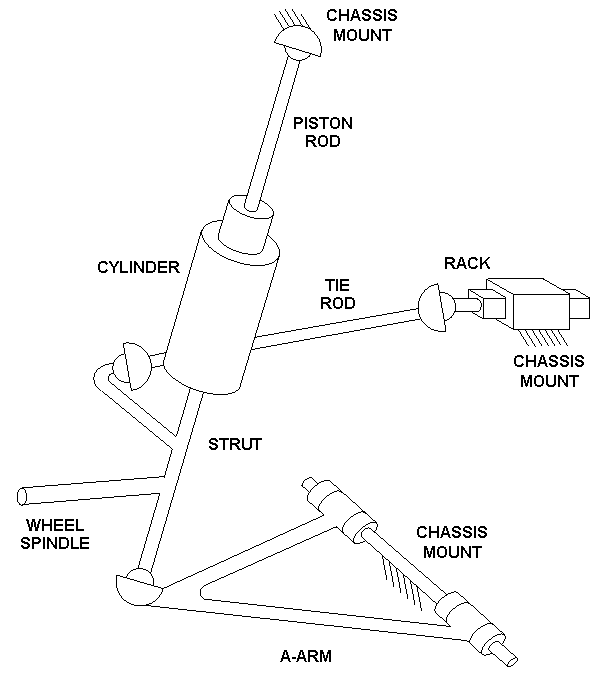 CHASSIS
MOUNT
PISTON
ROD
CYLINDER
TIE
ROD
RACK
CHASSIS
MOUNT
STRUT
WHEEL
SPINDLE
CHASSIS
MOUNT
A-ARM